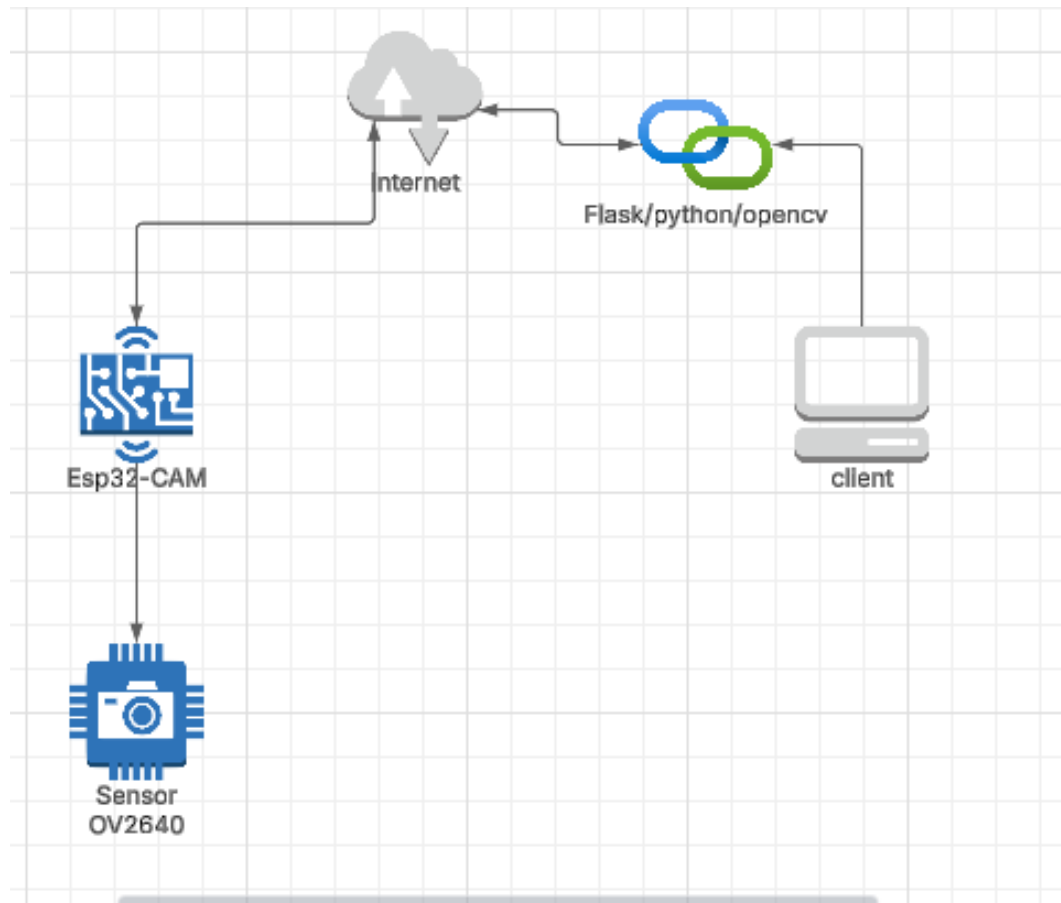 Internet
Flask/python/opencv
Esp32-CAM
client
Sensor
OV2640